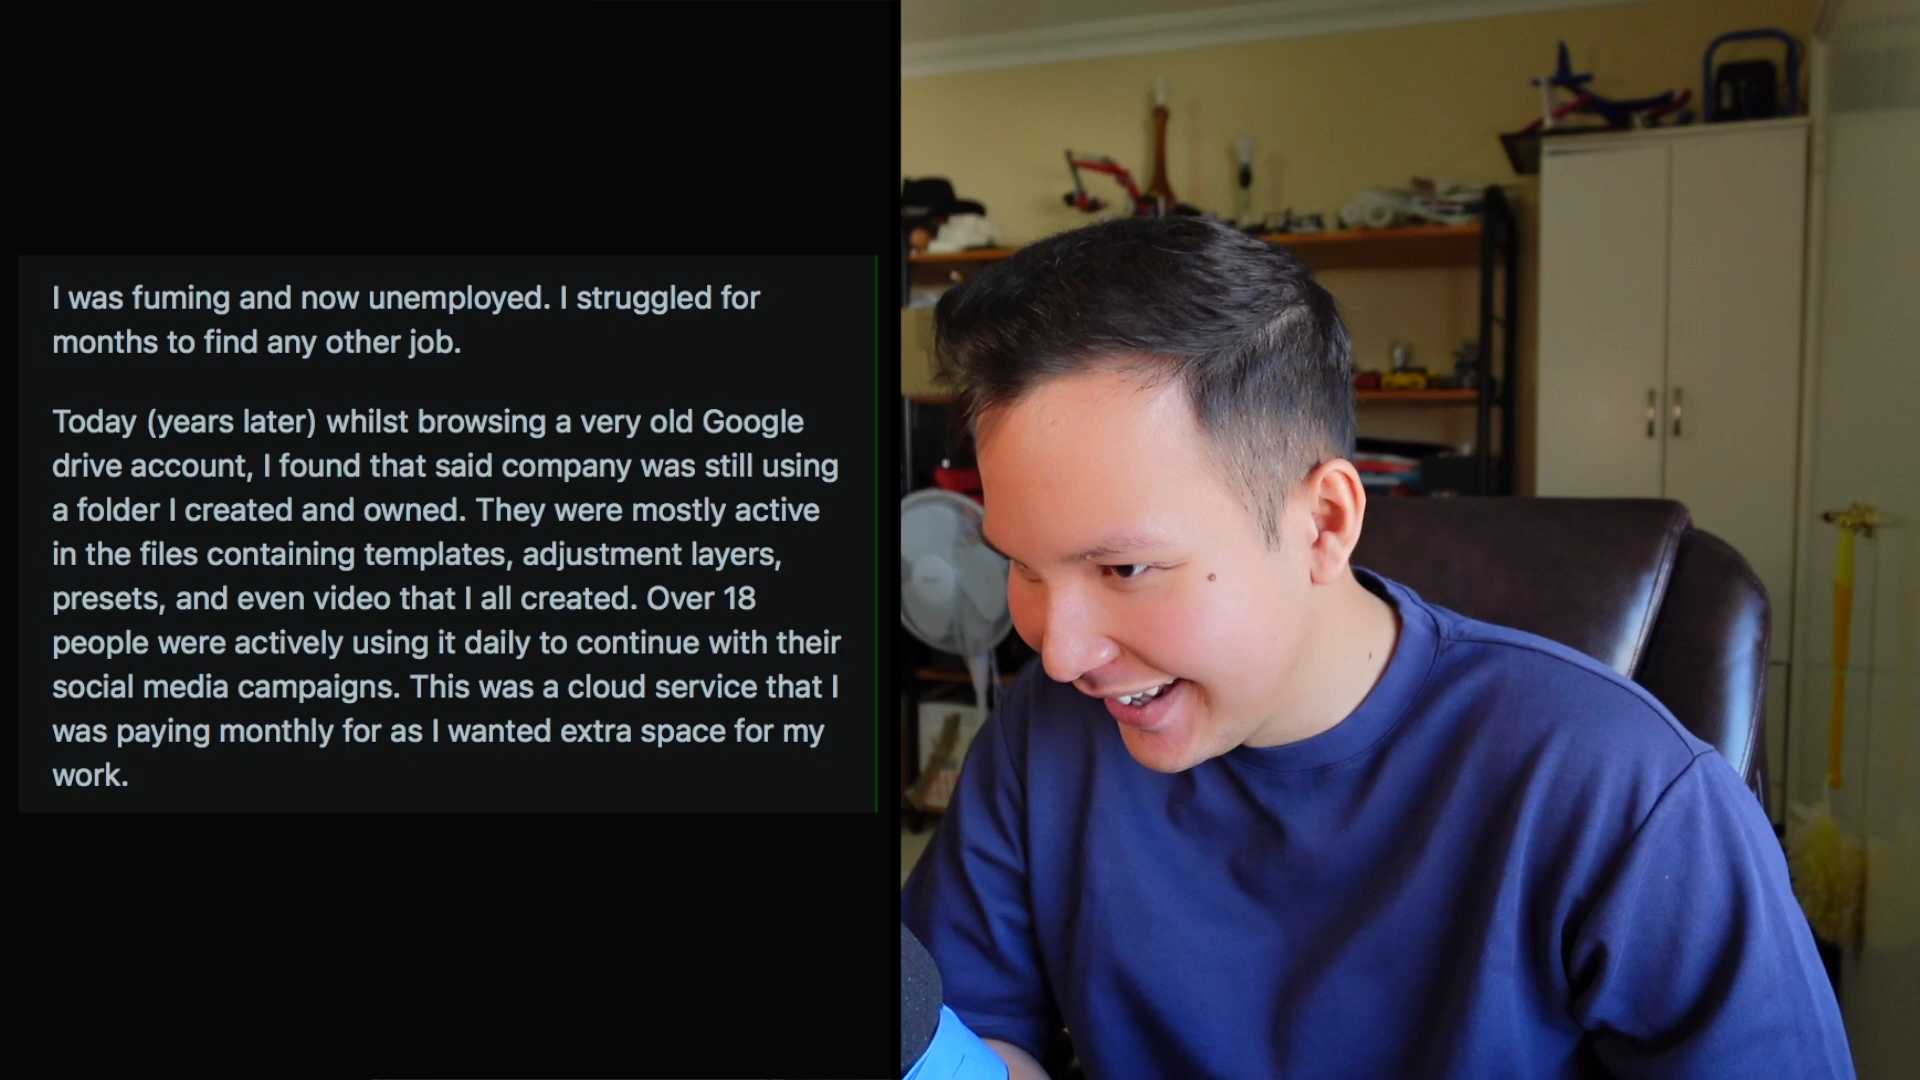 I was fuming and now unemployed. I struggled for
months to find any other job.
Today (years later) whilst browsing a very old Google
drive account, I found that said company was still using
a folder I created and owned. They were mostly active
in the files containing templates, adjustment layers,
presets, and even video that I all created. Over 18
people were actively using it daily to continue with their
social media campaigns. This was a cloud service that I
was paying monthly for as I wanted extra space for my
work.